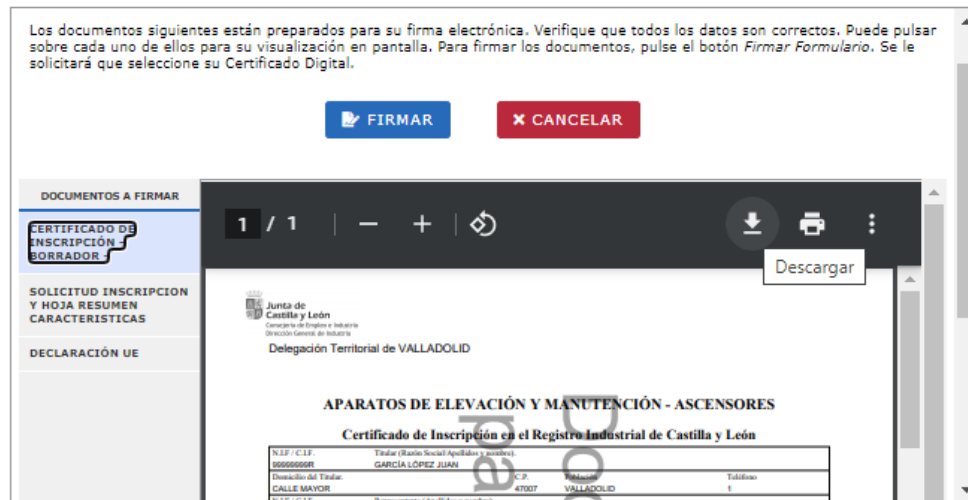 Los documentos siguientes están preparados para su firma electrónica. Verifique que todos los datos son correctos. Puede pulsar
sobre cada uno de ellos para su visualización en pantalla. Para firmar los documentos, pulse el botón Firmar Formulario. Se le
solicitará que seleccione su Certificado Digital.
FIRMAR
CANCELAR
DOCUMENTOS A FIRMAR
CERTIFICADO DE
INSCRIPCIÓN -
BORRADOR -
SOLICITUD INSCRIPCION
Y HOJA RESUMEN
CARACTERISTICAS
DECLARACIÓN UE
1 / 1
Descargar
Junta de
Castilla y León
Consejería de Empleo e Industria
Dirección General de Industria
Delegación Territorial de VALLADOLID
APARATOS DE ELEVACIÓN Y MANUTENCIÓN - ASCENSORES
Certificado de Inscripción en el Registro Industrial de Castilla y León
N.I.F / C.I.F. Titular (Razón Social/Apellidos y nombre).
99999999R GARCÍA LÓPEZ JUAN
Domicilio del Titular. C.P. Población Teléfono
CALLE MAYOR 47007 VALLADOLID 1